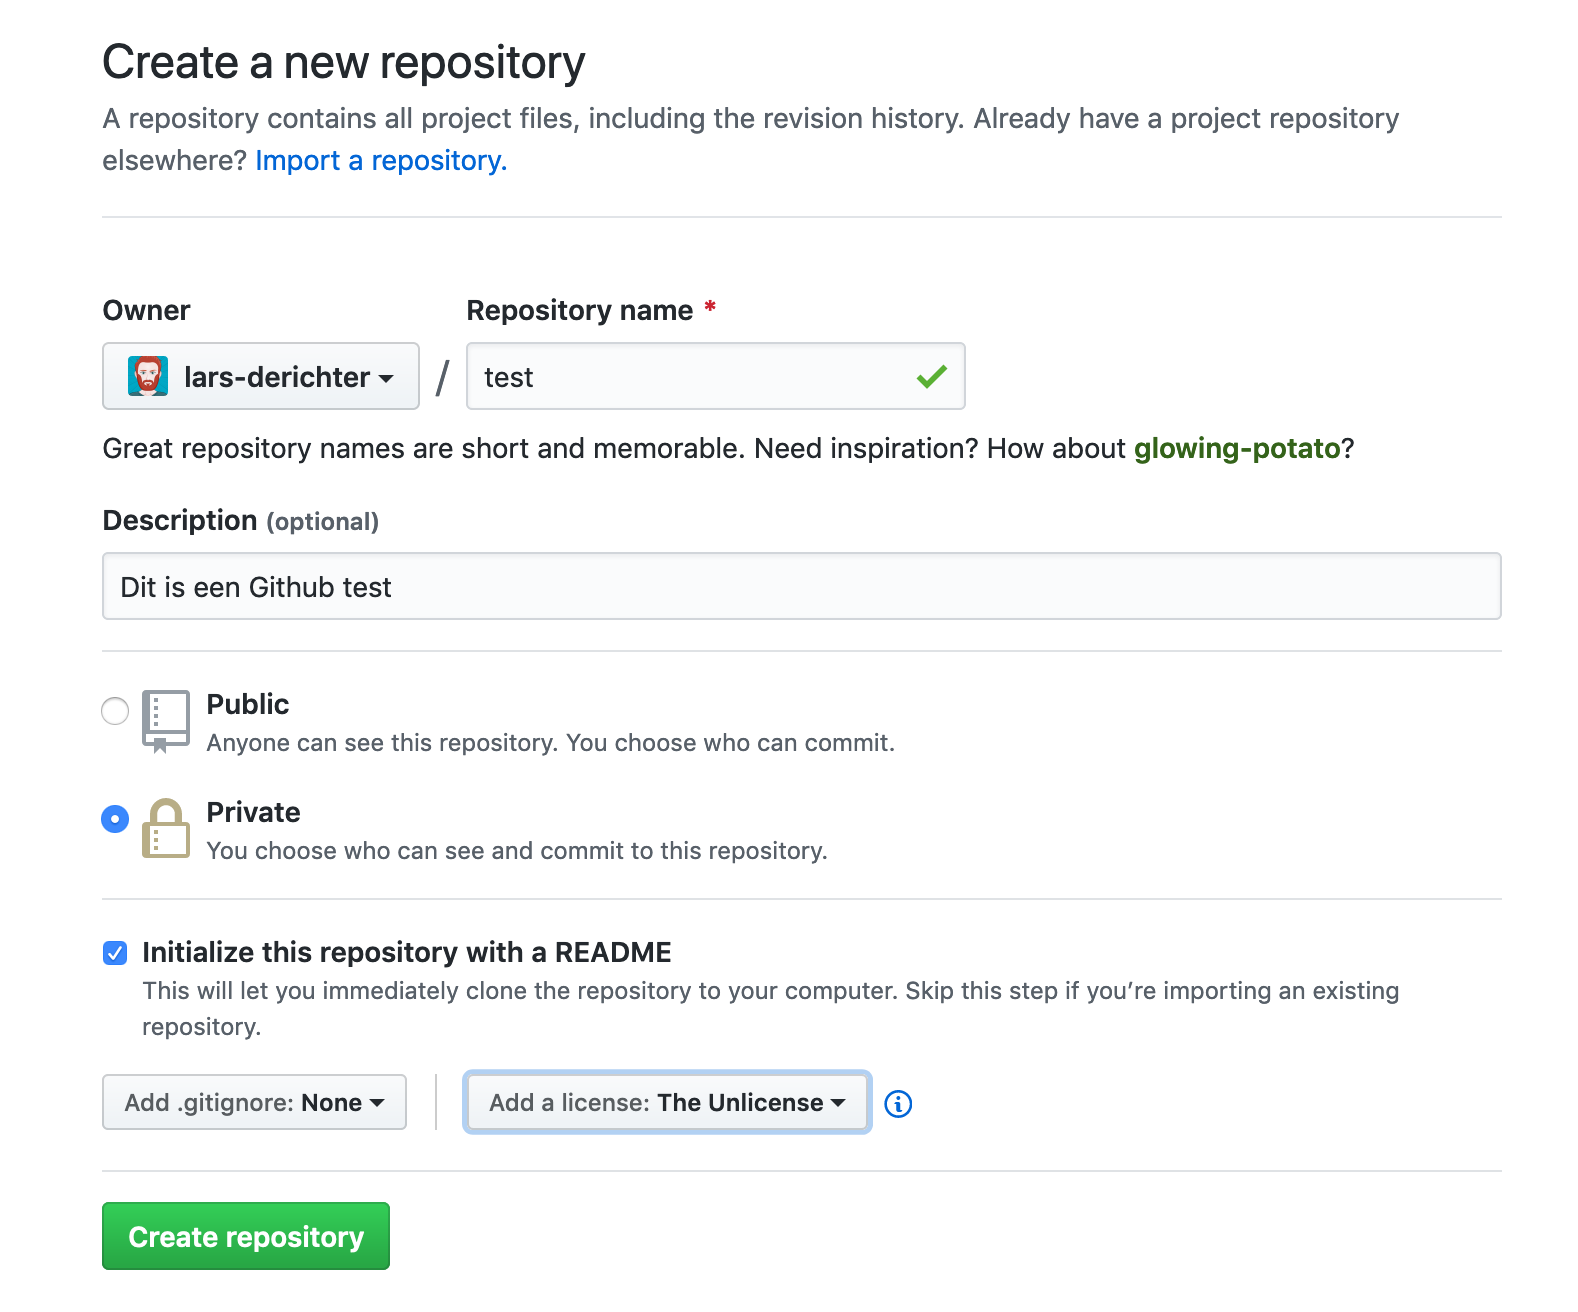 Create a new repository
A repository contains all project files, including the revision history. Already have a project repository
elsewhere? Import a repository.
Owner
Repository name *
lars-derichter / test
Great repository names are short and memorable. Need inspiration? How about glowing-potato?
Description (optional)
Dit is een Github test
Public
Anyone can see this repository. You choose who can commit.
Private
You choose who can see and commit to this repository.
Initialize this repository with a README
This will let you immediately clone the repository to your computer. Skip this step if you’re importing an existing
repository.
Add .gitignore: None
Add a license: The Unlicense
Create repository